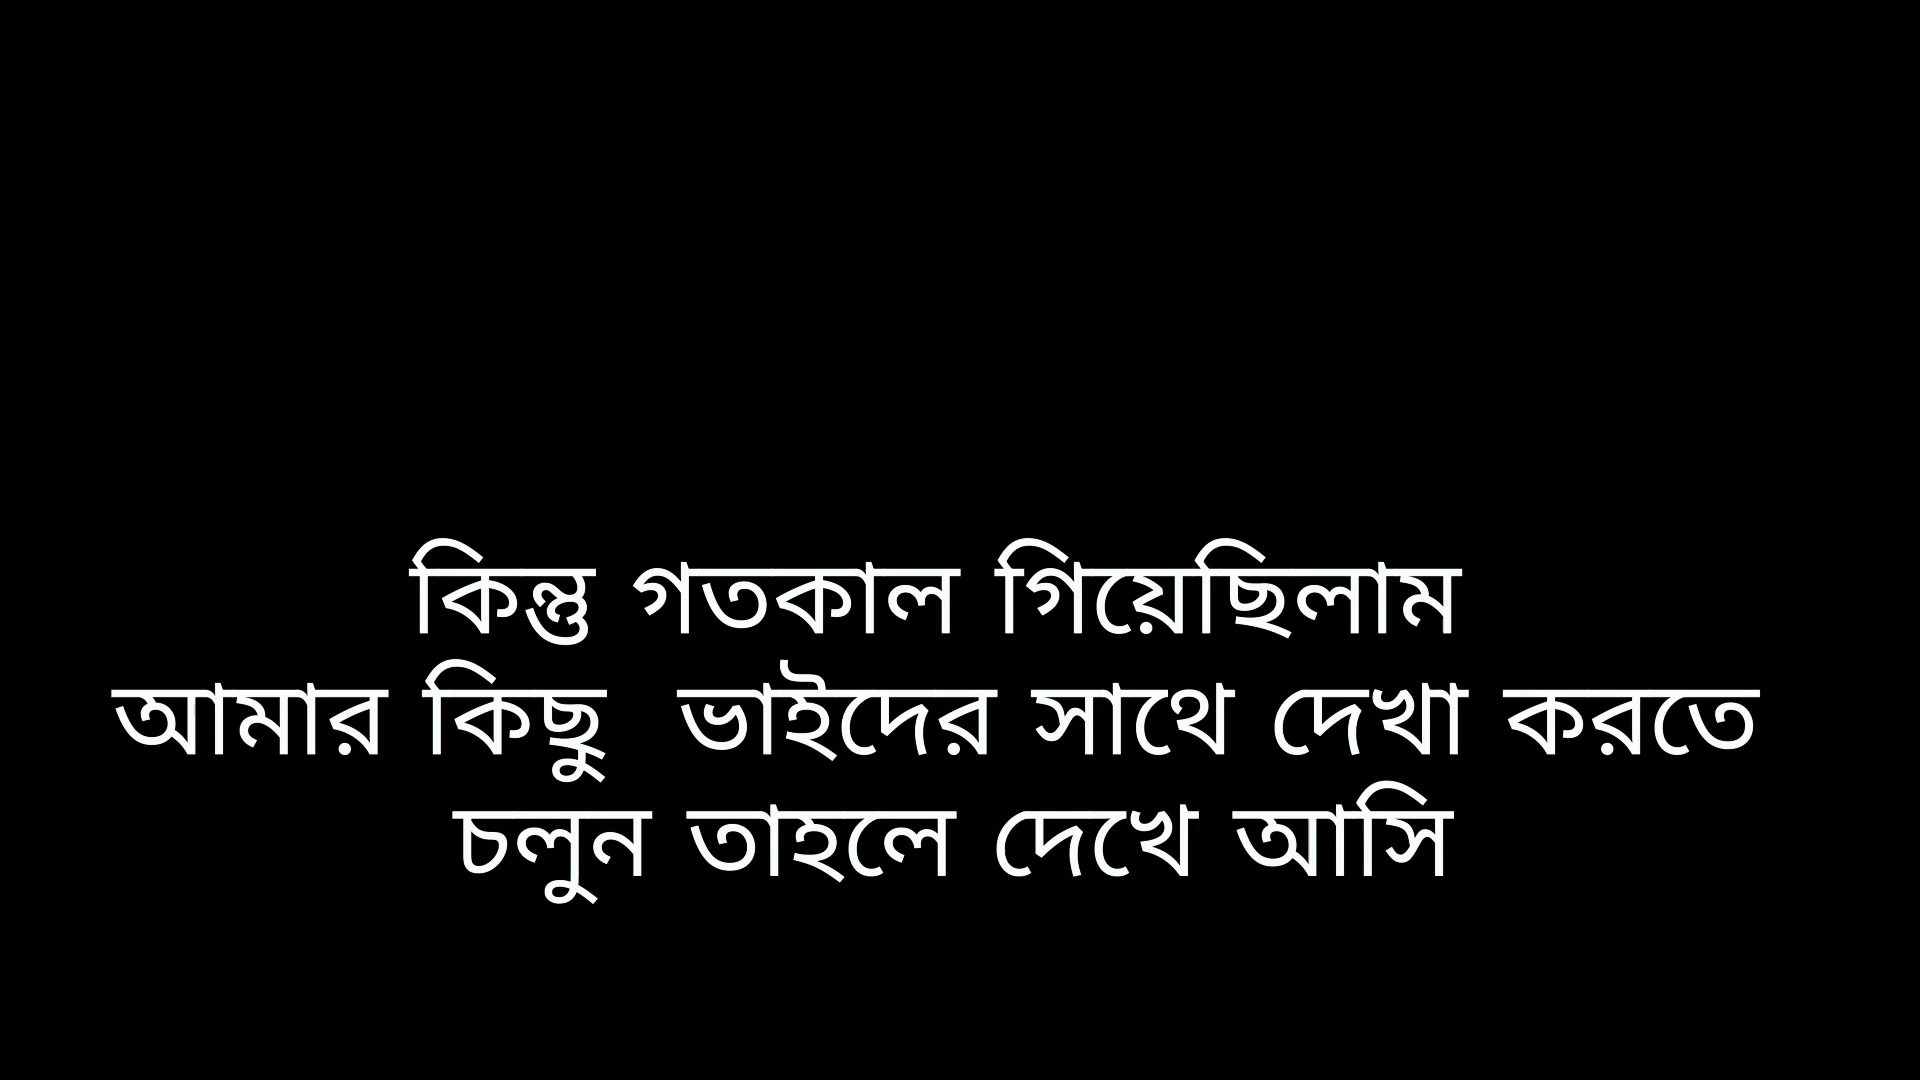 কিন্তু গতকাল গিয়েছিলাম
আমার কিছু  ভাইদের সাথে দেখা করতে
চলুন তাহলে দেখে আসি